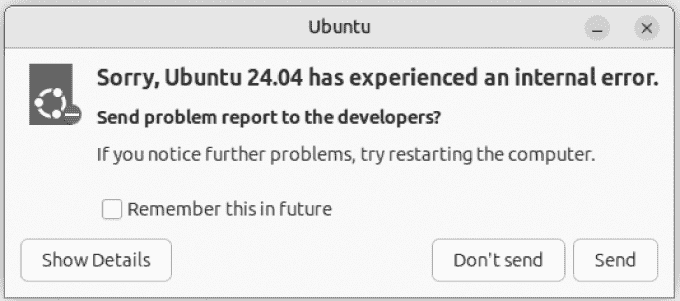 Ubuntu
Sorry, Ubuntu 24.04 has experienced an internal error.
Send problem report to the developers?
If you notice further problems, try restarting the computer.
Remember this in future
Show Details
Don't send
Send